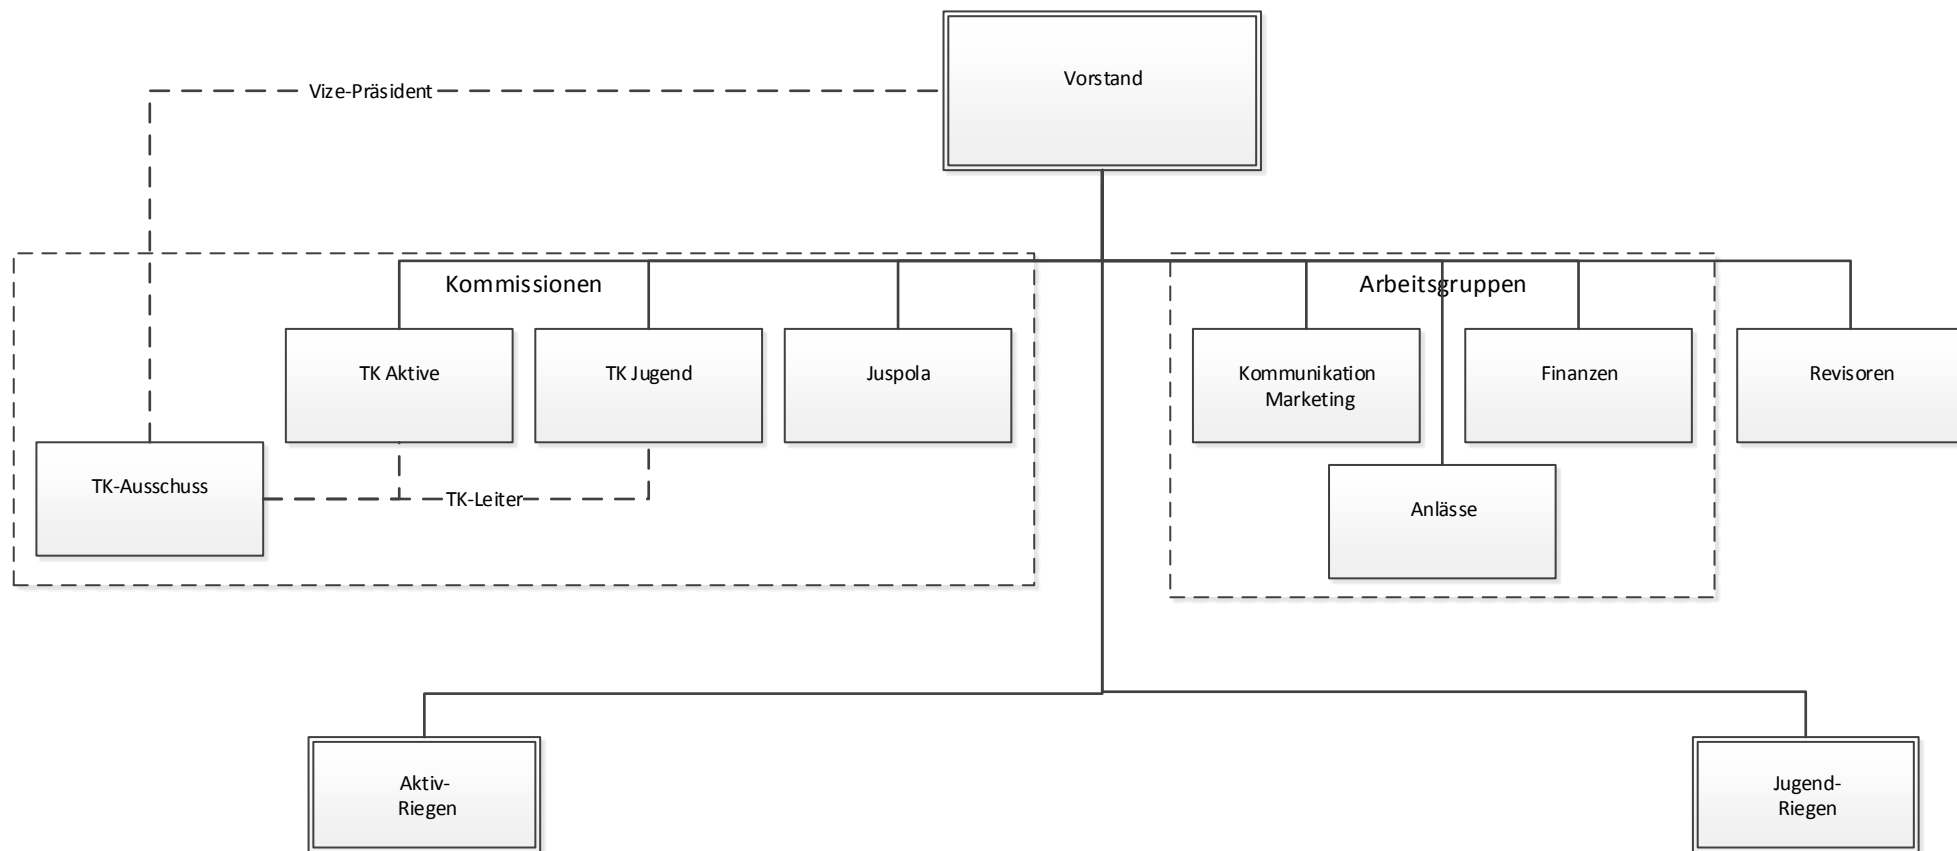 Vorstand
Vize-Präsident
Kommissionen
Arbeitsgruppen
TK Aktive
TK Jugend
Juspola
Kommunikation
Marketing
Finanzen
Revisoren
TK-Ausschuss
TK-Leiter
Anlässe
Aktiv-
Riegen
Jugend-
Riegen